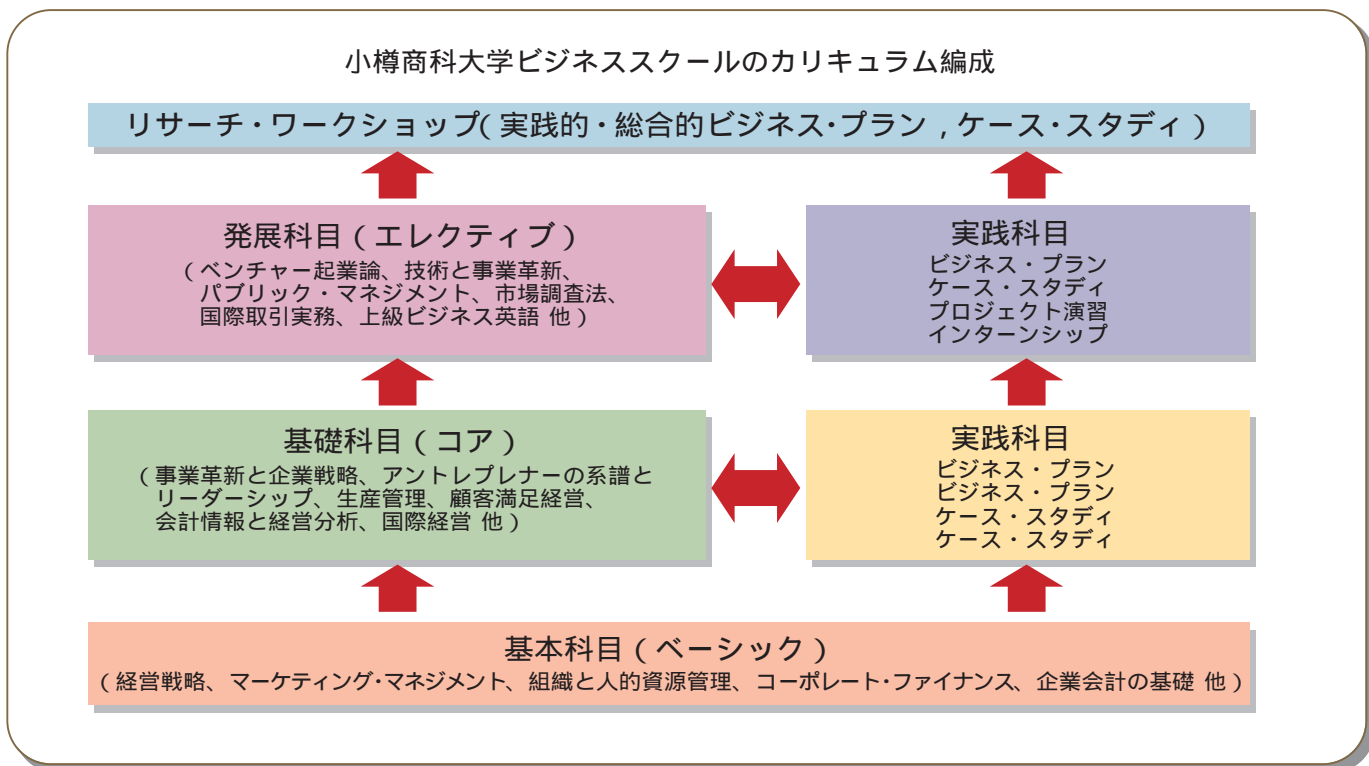 小樽商科大学ビジネススクールのカリキュラム編成
リサーチ・ワークショップ(実践的・総合的ビジネス・プラン，ケース・スタディ)
発展科目(エレクティブ)
(ベンチャー起業論、技術と事業革新、
パブリック・マネジメント、市場調査法、
国際取引実務、上級ビジネス英語 他)
実践科目
ビジネス・プラン
ケース・スタディ
プロジェクト演習
インターンシップ
基礎科目(コア)
(事業革新と企業戦略、アントレプレナーの系譜と
リーダーシップ、生産管理、顧客満足経営、
会計情報と経営分析、国際経営 他)
実践科目
ビジネス・プラン
ビジネス・プラン
ケース・スタディ
ケース・スタディ
基本科目(ベーシック)
(経営戦略、マーケティング・マネジメント、組織と人的資源管理、コーポレート・ファイナンス、企業会計の基礎 他)